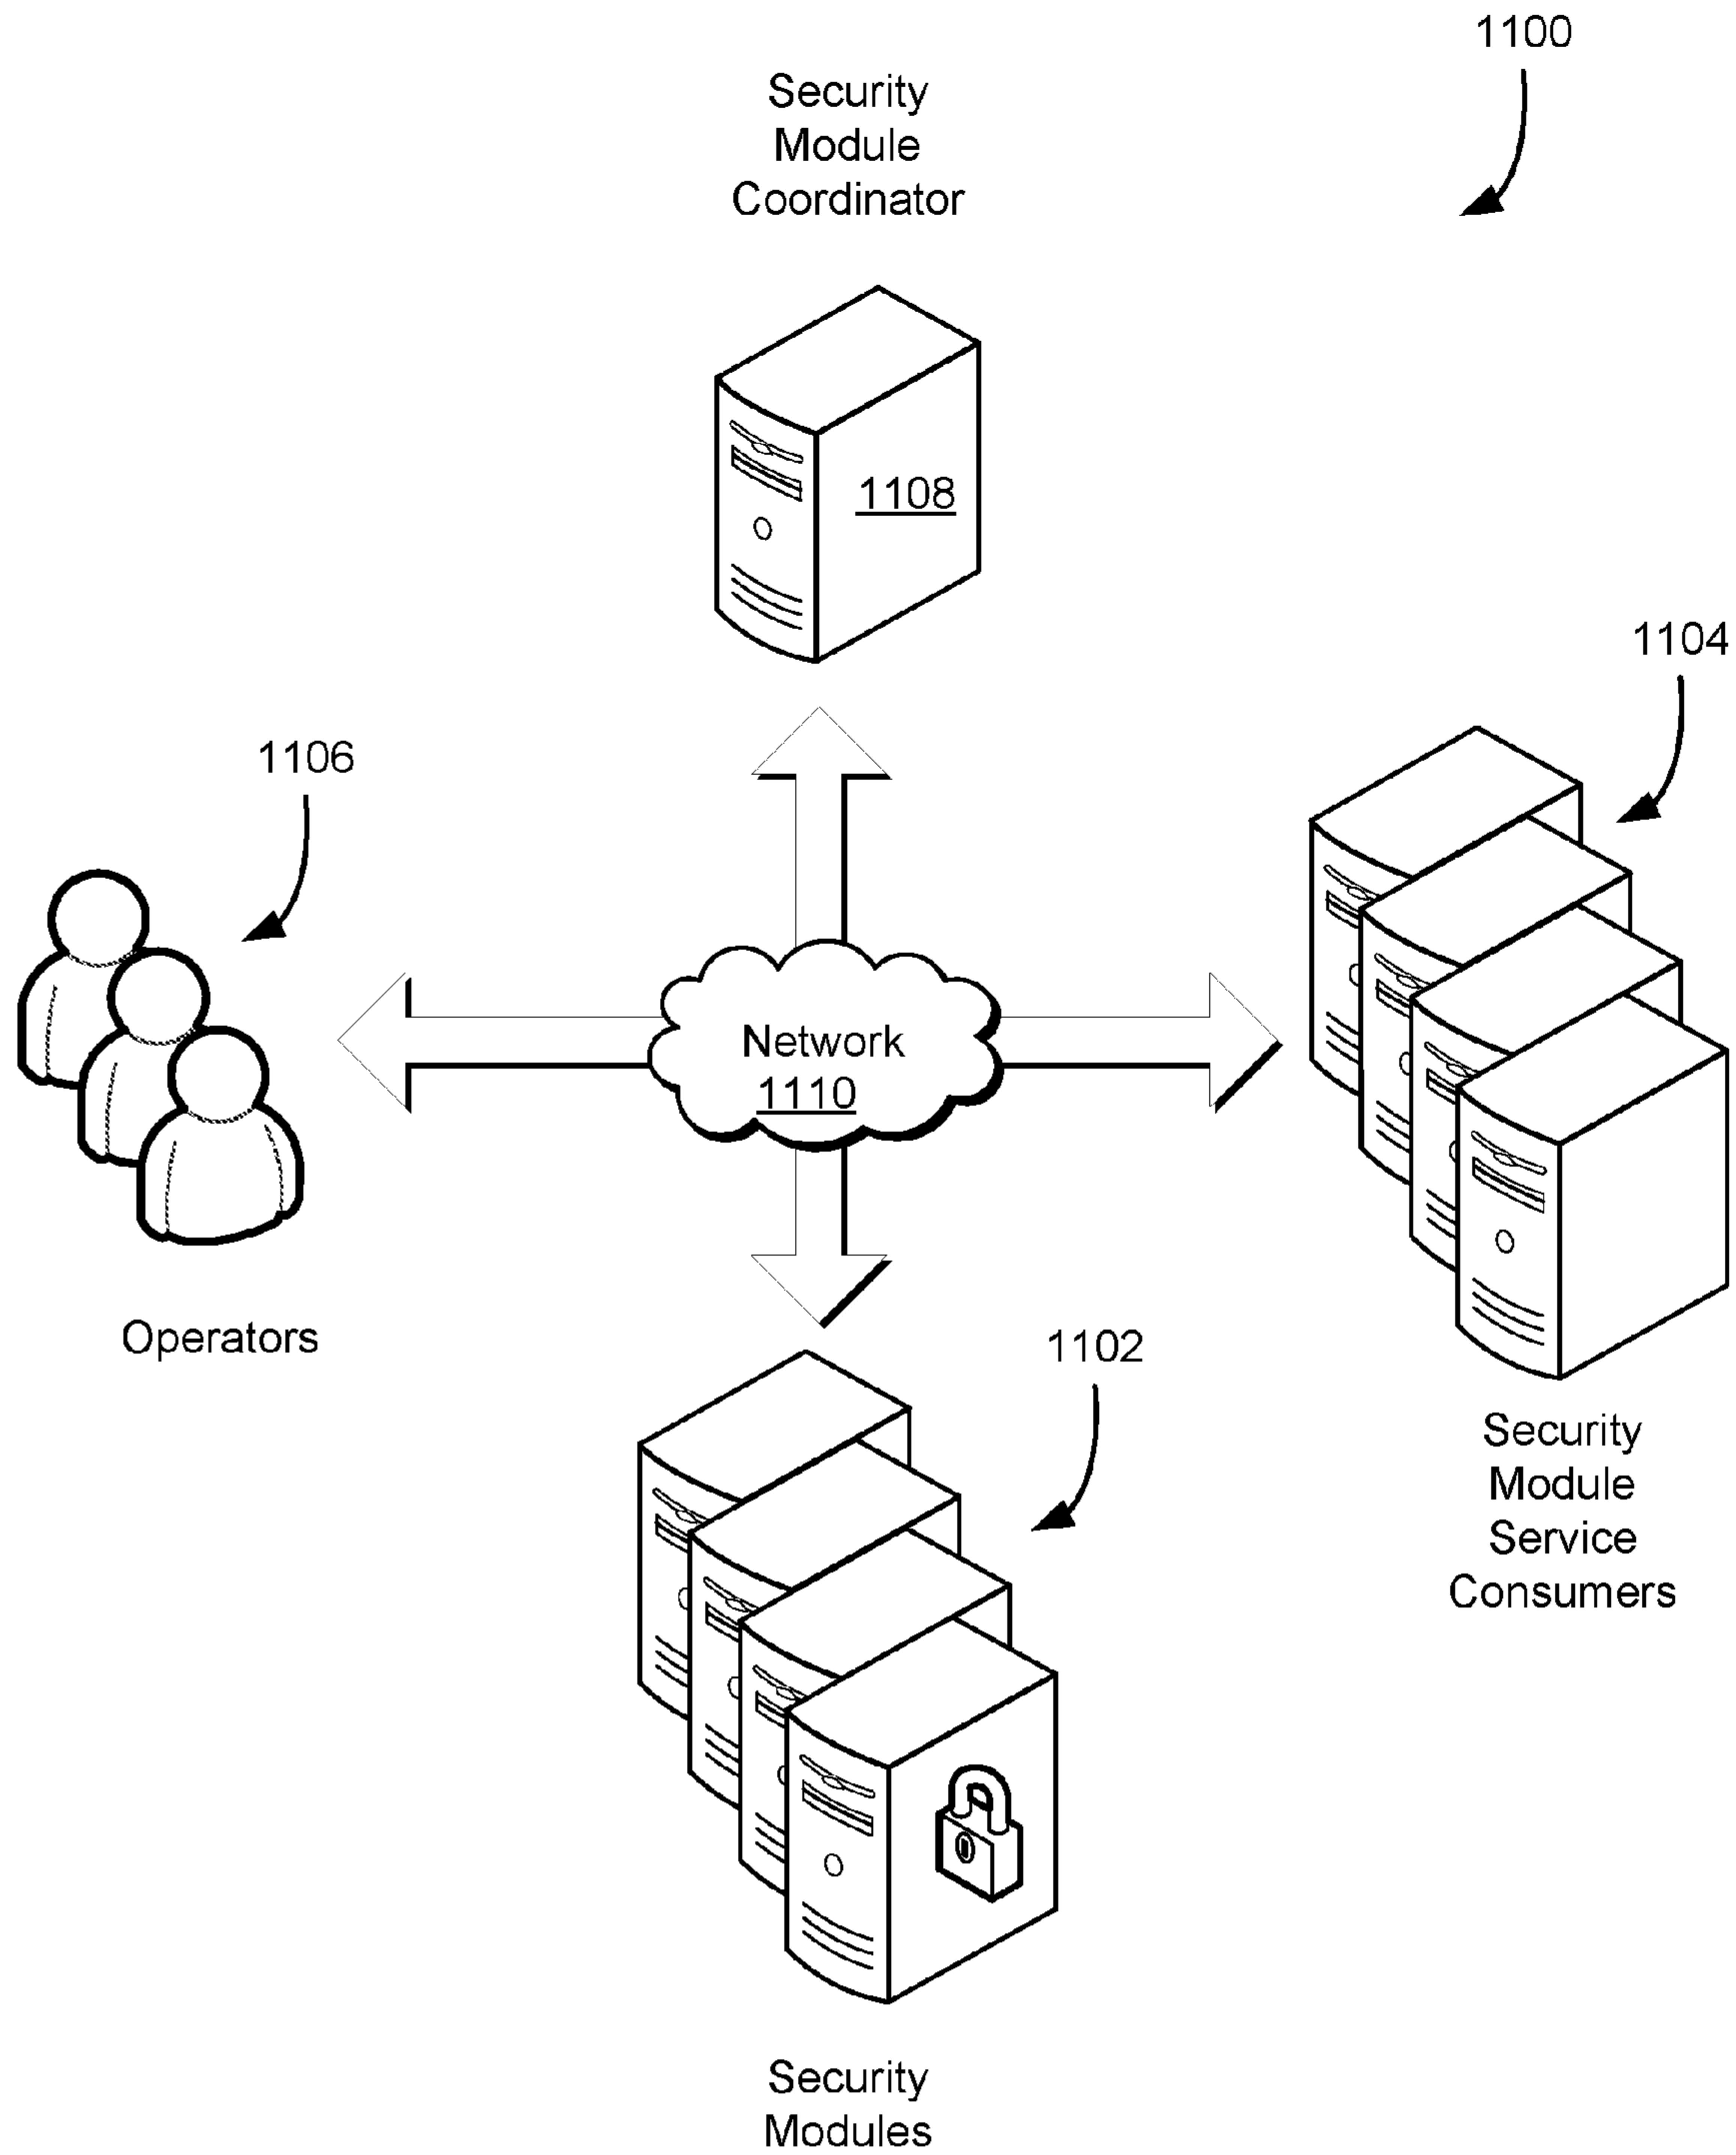 1100
Security
Module
Coordinator
1108
1104
1106
Network
1110
Operators
1102
Security
Module
Service
Consumers
Security
Modules